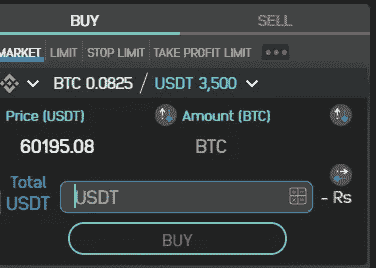 BUY SELL
MARKET LIMIT STOP LIMIT TAKE PROFIT LIMIT
BTC 0.0825 / USDT 3,500
Price (USDT) Amount (BTC)
60195.08 BTC
Total
USDT USDT - Rs
BUY